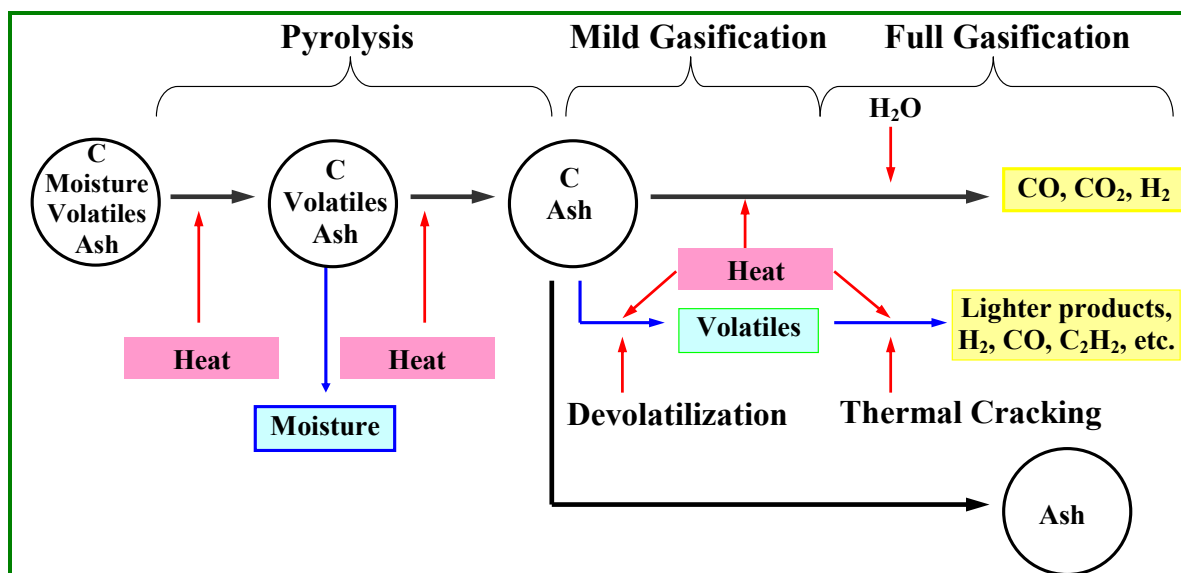 Pyrolysis
Mild Gasification
Full Gasification
H₂O
C
Moisture
Volatiles
Ash
C
Volatiles
Ash
C
Ash
CO, CO₂, H₂
Heat
Heat
Heat
Volatiles
Lighter products,
H₂, CO, C₂H₂, etc.
Moisture
Devolatilization
Thermal Cracking
Ash